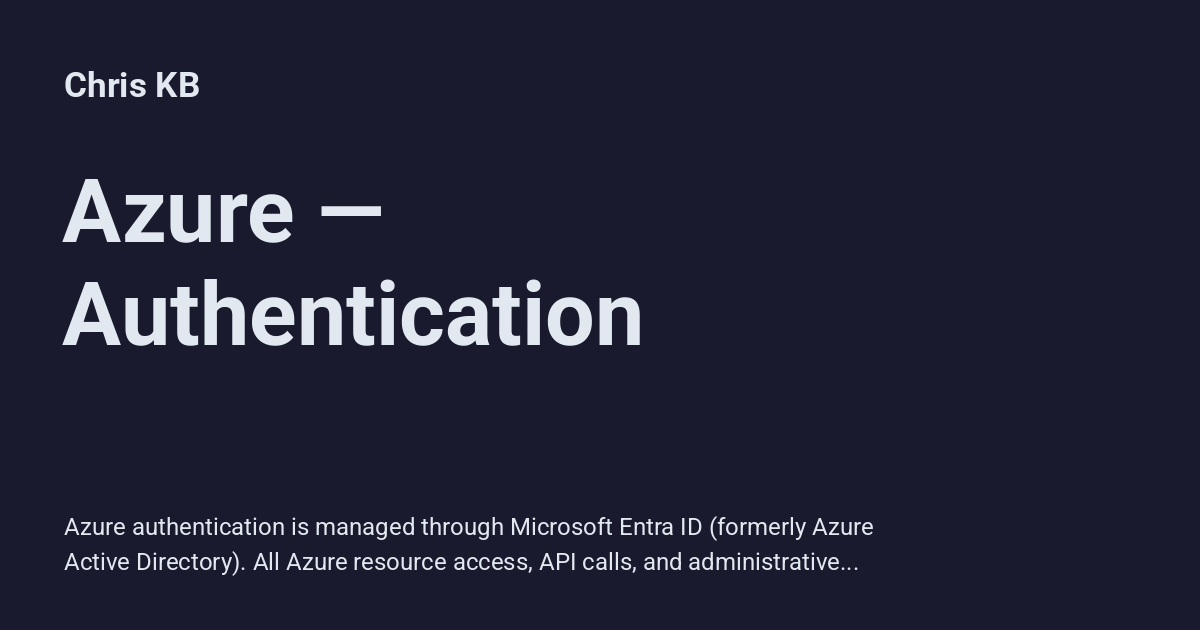 Chris KB
Azure —
Authentication
Azure authentication is managed through Microsoft Entra ID (formerly Azure
Active Directory). All Azure resource access, API calls, and administrative...